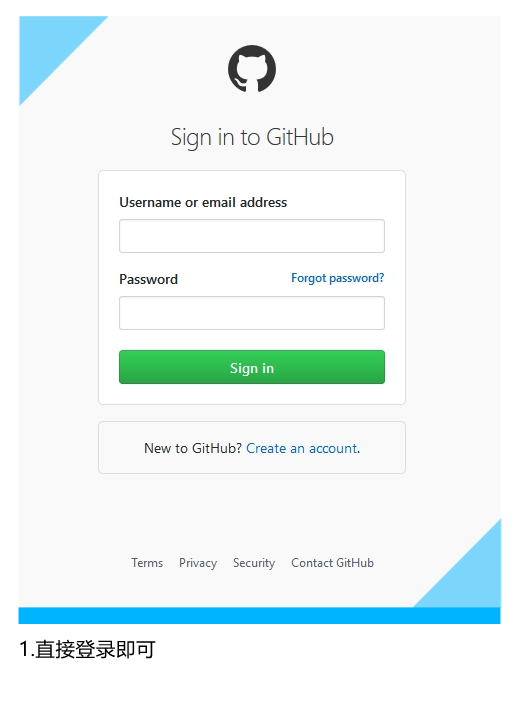 Sign in to GitHub
Username or email address
Password Forgot password?
Sign in
New to GitHub? Create an account.
Terms Privacy Security Contact GitHub
1.直接登录即可